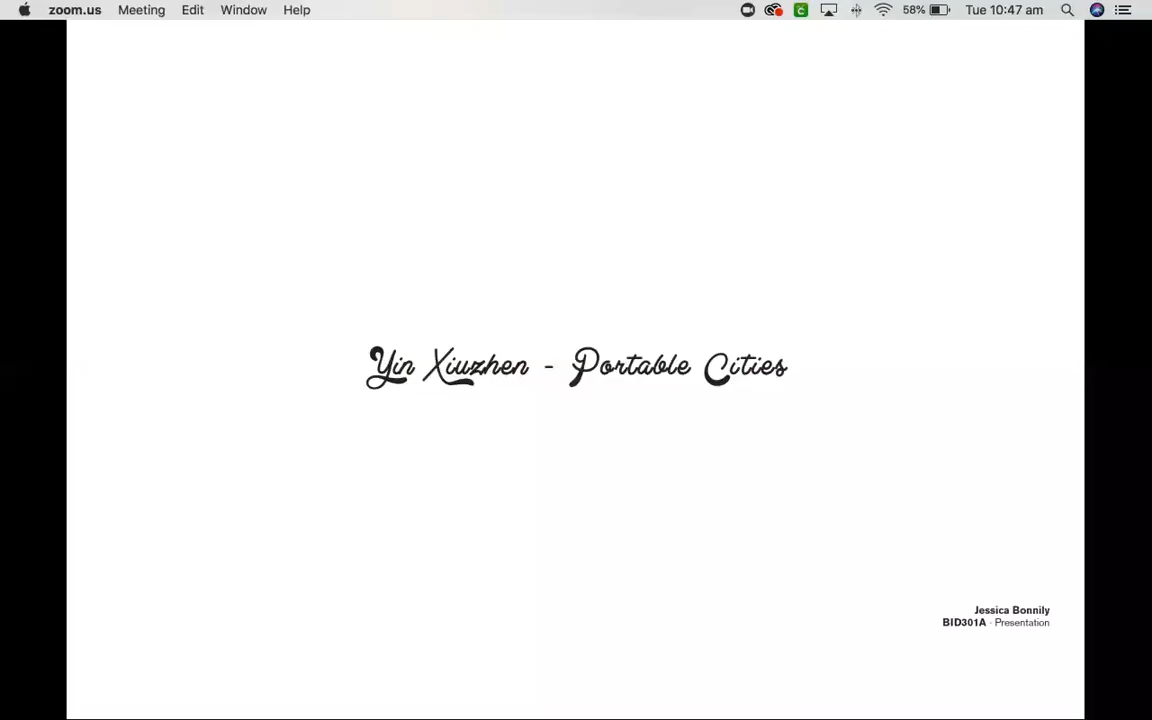 zoom.us Meeting Edit Window Help 58% Tue 10:47 am
Yin Xiuzhen - Portable Cities
Jessica Bonnily
BID301A · Presentation